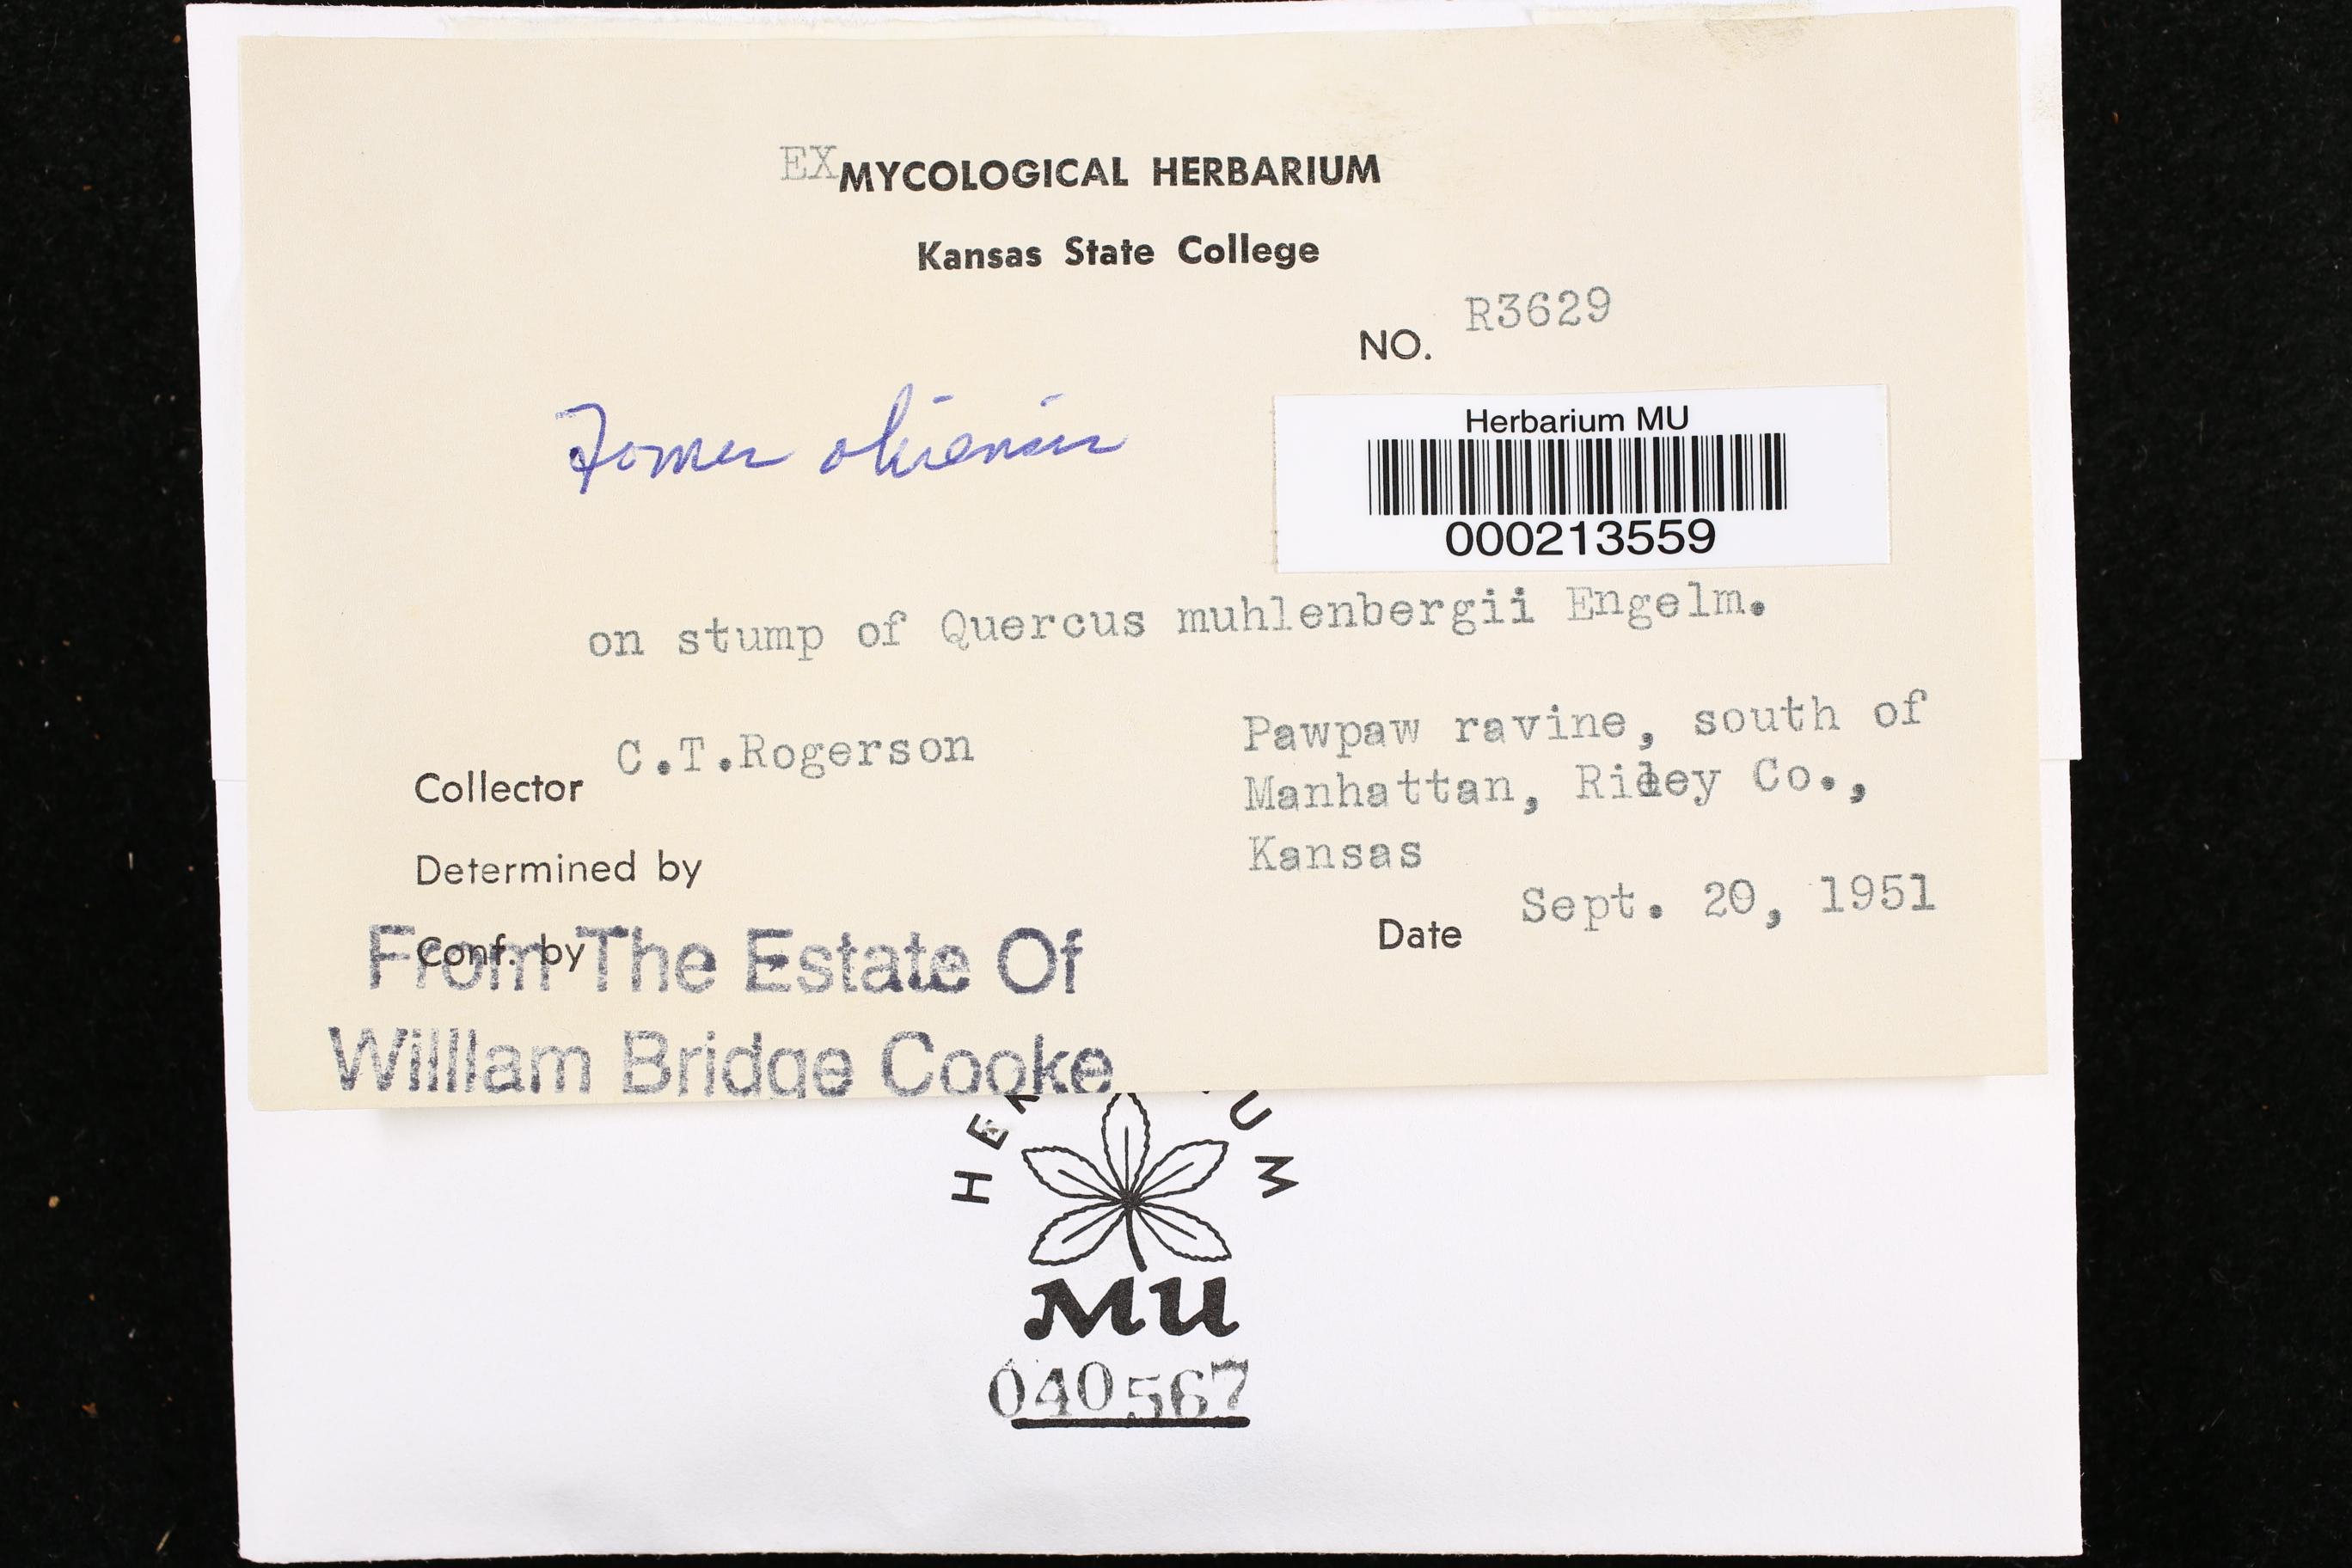 EX MYCOLOGICAL HERBARIUM
Kansas State College
NO. R3629
Fomes ohiensis
Herbarium MU
000213559
on stump of Quercus muhlenbergii Engelm.
Collector C.T.Rogerson
Pawpaw ravine, south of
Manhattan, Riley Co.,
Kansas
Determined by
Date Sept. 20, 1951
Conf. by
From The Estate Of
William Bridge Cooke
MU
040567